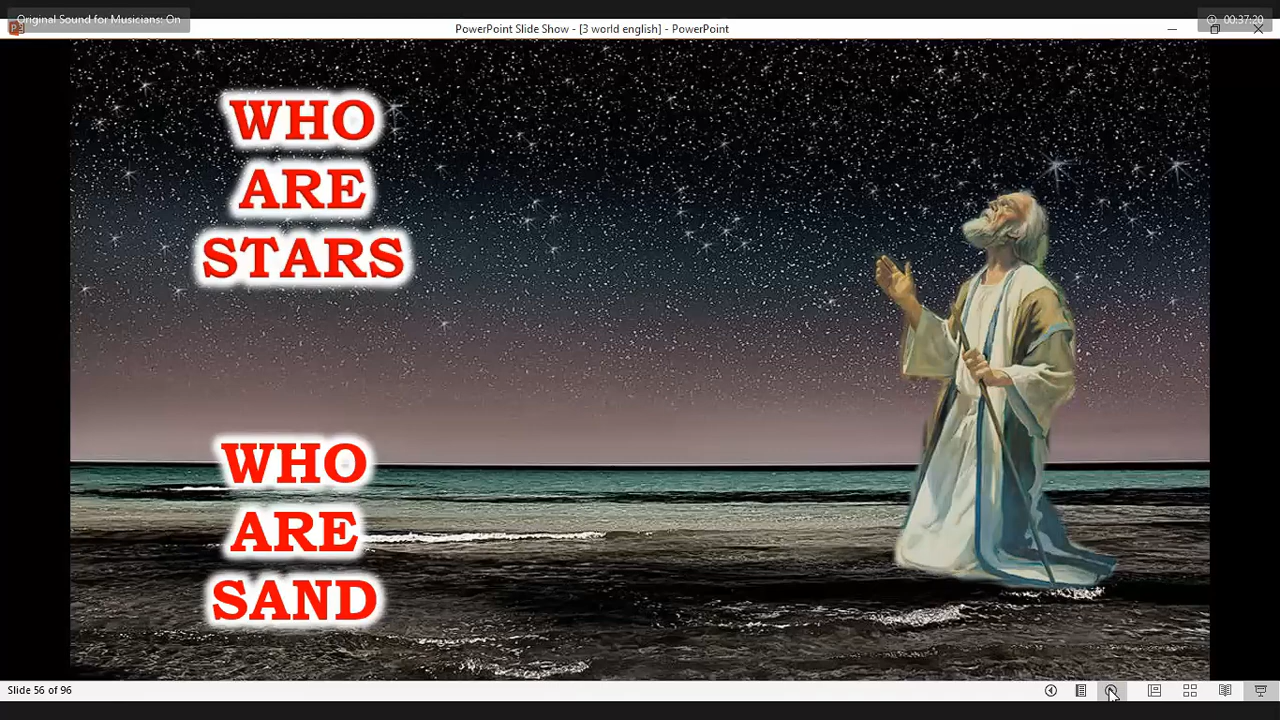 Original Sound for Musicians: On
00:37:20
PowerPoint Slide Show - [3 world english] - PowerPoint
WHO
ARE
STARS
WHO
ARE
SAND
Slide 56 of 96